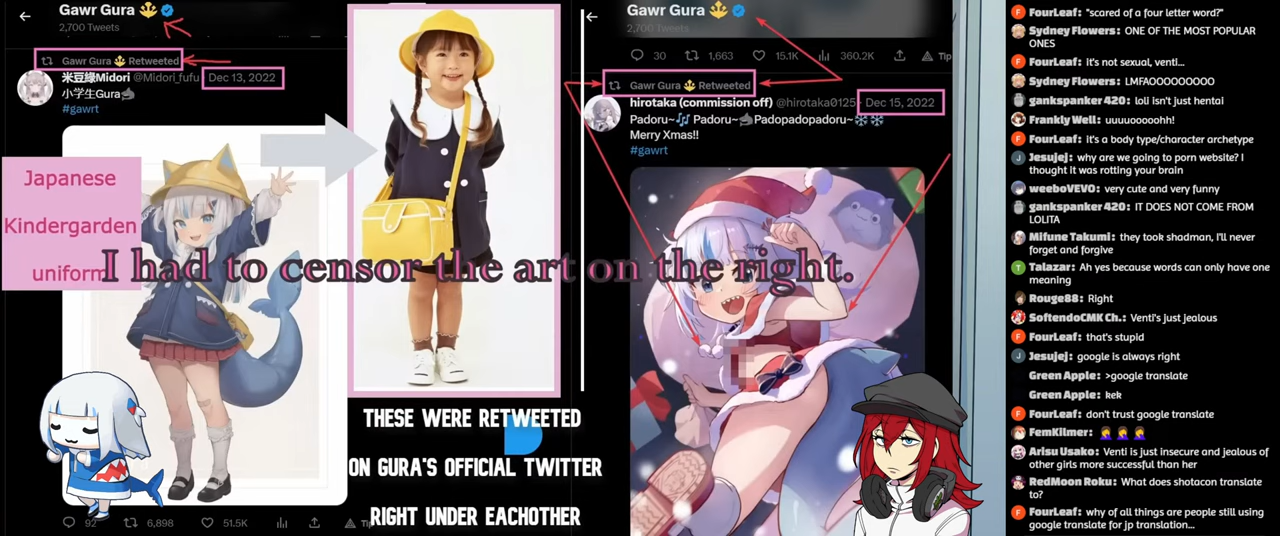 Gawr Gura
2,700 Tweets
Gawr Gura Retweeted
米豆綠Midori @Midori_fufu Dec 13, 2022
小学生Gura🦈
#gawrt
Japanese
Kindergarden
uniform
92 6,898 51.5K Tip
THESE WERE RETWEETED
ON GURA'S OFFICIAL TWITTER
RIGHT UNDER EACHOTHER
I had to censor the art on the right.
Gawr Gura
2,700 Tweets
30 1,663 15.1K 360.2K Tip
Gawr Gura Retweeted
hirotaka (commission off) @hirotaka0125 Dec 15, 2022
Padoru~🎶 Padoru~🦈Padopadopadoru~❄️❄️
Merry Xmas!!
#gawrt
FourLeaf: "scared of a four letter word?"
Sydney Flowers: ONE OF THE MOST POPULAR
ONES
FourLeaf: it's not sexual, venti...
Sydney Flowers: LMFAOOOOOOOOO
gankspanker 420: loli isn't just hentai
Frankly Well: uuuuooooohh!
FourLeaf: it's a body type/character archetype
Jesujej: why are we going to porn website? I
thought it was rotting your brain
weeboVEVO: very cute and very funny
gankspanker 420: IT DOES NOT COME FROM
LOLITA
Mifune Takumi: they took shadman, I'll never
forget and forgive
Talazar: Ah yes because words can only have one
meaning
Rouge88: Right
SoftendoCMK Ch.: Venti's just jealous
FourLeaf: that's stupid
Jesujej: google is always right
Green Apple: >google translate
Green Apple: kek
FourLeaf: don't trust google translate
FemKilmer: 🤦‍♀️🤦‍♀️🤦‍♀️
Arisu Usako: Venti is just insecure and jealous of
other girls more successful than her
RedMoon Roku: What does shotacon translate
to?
FourLeaf: why of all things are people still using
google translate for jp translation...